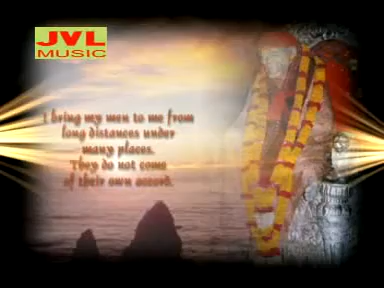 JVL
MUSIC
I bring my men to me from
long distances under
many places.
They do not come
of their own accord.